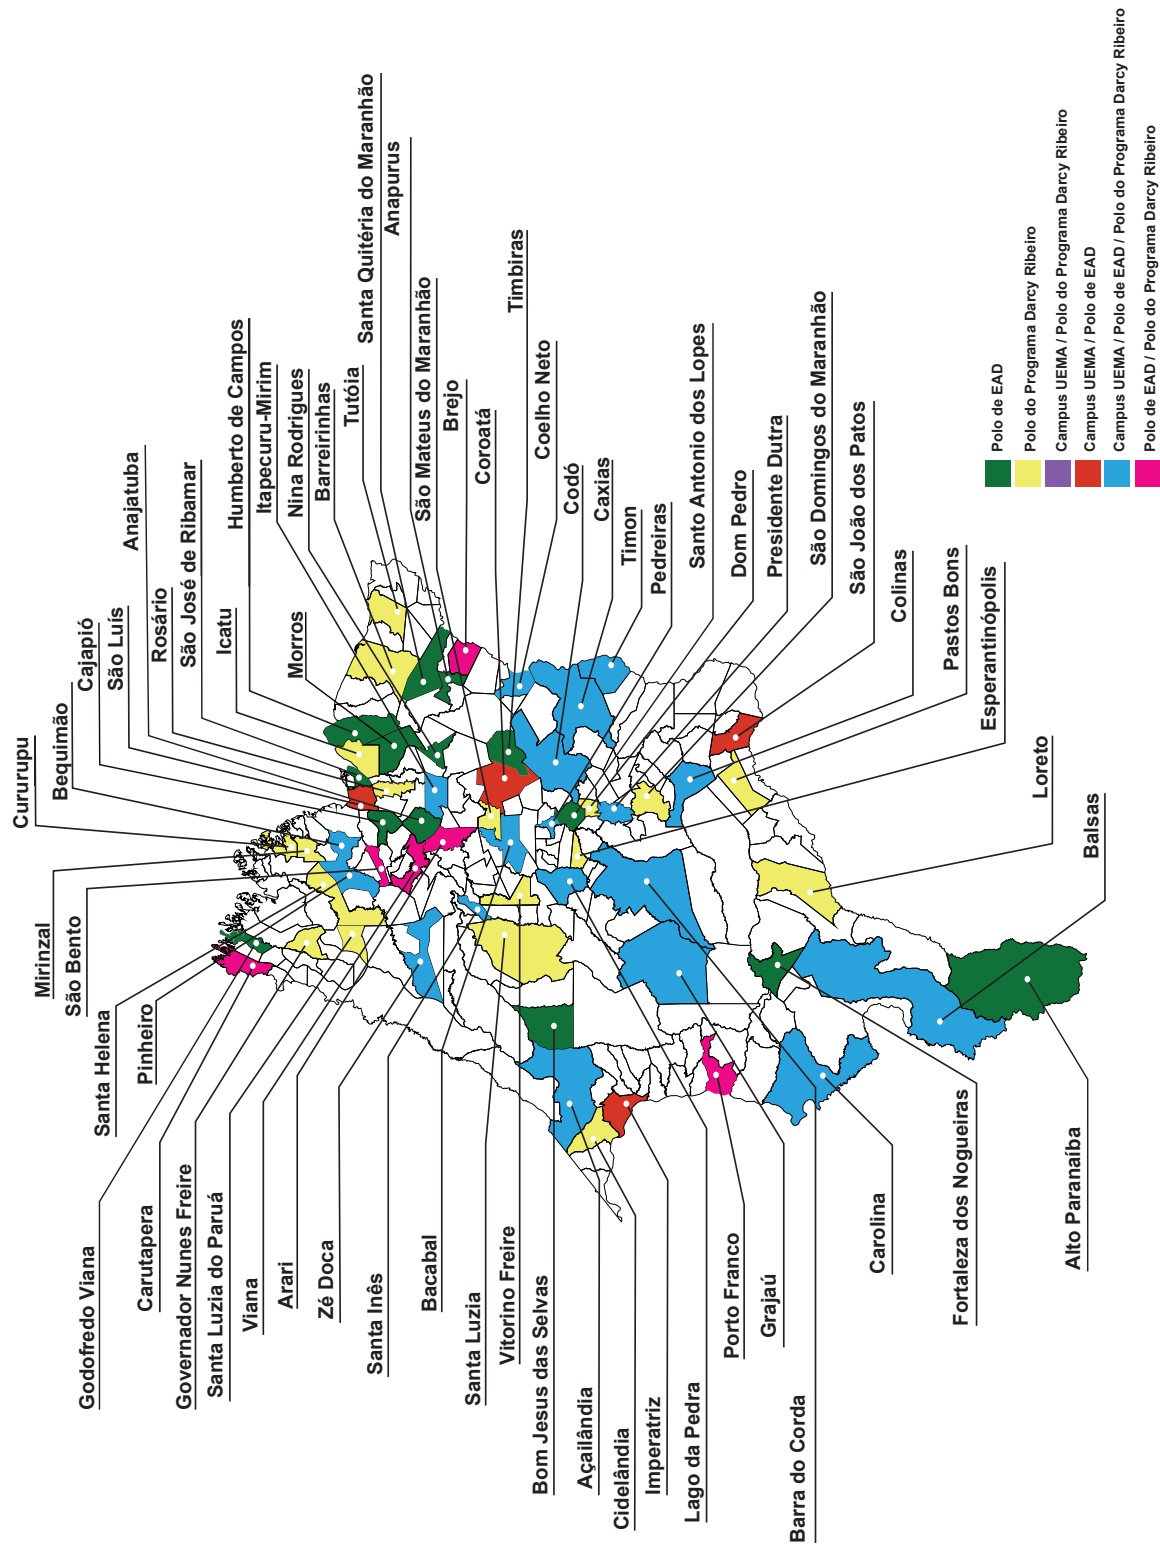 Cururupu
Bequimão
Cajapió
São Luís
Anajatuba
Rosário
São José de Ribamar
Icatu
Humberto de Campos
Itapecuru-Mirim
Morros
Nina Rodrigues
Barreirinhas
Tutóia
Santa Quitéria do Maranhão
Anapurus
São Mateus do Maranhão
Brejo
Coroatá
Timbiras
Coelho Neto
Codó
Caxias
Timon
Pedreiras
Santo Antonio dos Lopes
Dom Pedro
Presidente Dutra
São Domingos do Maranhão
São João dos Patos
Colinas
Pastos Bons
Esperantinópolis
Loreto
Balsas
Mirinzal
São Bento
Santa Helena
Pinheiro
Godofredo Viana
Carutapera
Governador Nunes Freire
Santa Luzia do Paruá
Viana
Arari
Zé Doca
Santa Inês
Bacabal
Santa Luzia
Vitorino Freire
Bom Jesus das Selvas
Açailândia
Cidelândia
Imperatriz
Lago da Pedra
Porto Franco
Grajaú
Barra do Corda
Carolina
Fortaleza dos Nogueiras
Alto Paranaíba
Polo de EAD
Polo do Programa Darcy Ribeiro
Campus UEMA / Polo do Programa Darcy Ribeiro
Campus UEMA / Polo de EAD
Campus UEMA / Polo de EAD / Polo do Programa Darcy Ribeiro
Polo de EAD / Polo do Programa Darcy Ribeiro